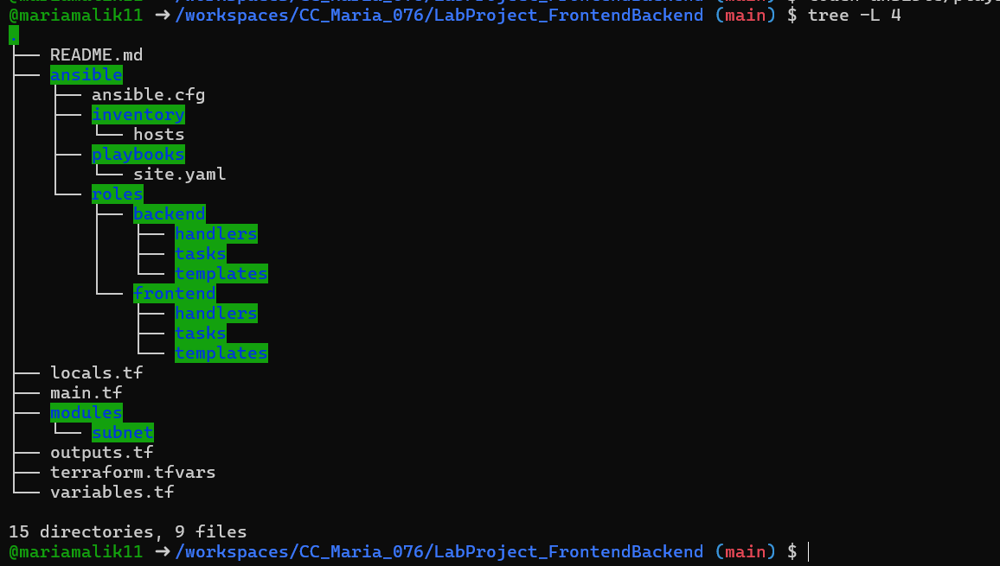 @mariamalik11 ➜ /workspaces/CC_Maria_076/LabProject_FrontendBackend (main) $ tree -L 4
.
├── README.md
├── ansible
│   ├── ansible.cfg
│   ├── inventory
│   │   └── hosts
│   ├── playbooks
│   │   └── site.yaml
│   └── roles
│       ├── backend
│       │   ├── handlers
│       │   ├── tasks
│       │   └── templates
│       └── frontend
│           ├── handlers
│           ├── tasks
│           └── templates
├── locals.tf
├── main.tf
├── modules
│   └── subnet
├── outputs.tf
├── terraform.tfvars
└── variables.tf

15 directories, 9 files
@mariamalik11 ➜ /workspaces/CC_Maria_076/LabProject_FrontendBackend (main) $